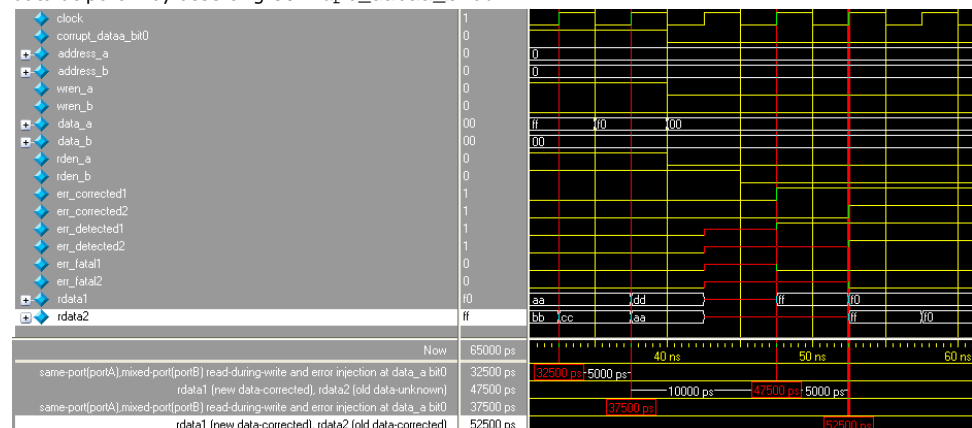 clock 1
corrupt_dataa_bit0 0
address_a 0 0
address_b 0 0
wren_a 0
wren_b 0
data_a 00 ff f0 00
data_b 00 00
rden_a 0
rden_b 0
err_corrected1 1
err_corrected2 1
err_detected1 1
err_detected2 1
err_fatal1 0
err_fatal2 0
rdata1 f0 aa dd ff f0
rdata2 ff bb cc aa ff f0
Now 65000 ps 40 ns 50 ns 60 ns
same-port(portA),mixed-port(portB) read-during-write and error injection at data_a bit0 32500 ps 32500 ps 5000 ps
rdata1 (new data-corrected), rdata2 (old data-unknown) 47500 ps 10000 ps 47500 ps 5000 ps
same-port(portA),mixed-port(portB) read-during-write and error injection at data_a bit0 37500 ps 37500 ps
rdata1 (new data-corrected), rdata2 (old data-corrected) 52500 ps 52500 ps